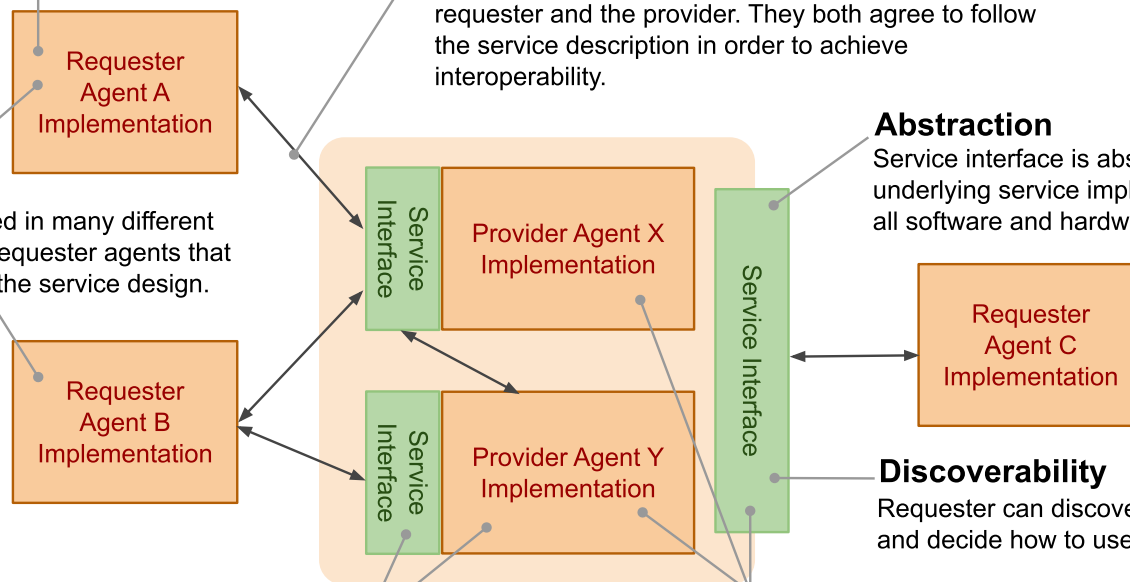 requester and the provider. They both agree to follow
the service description in order to achieve
interoperability.
Requester
Agent A
Implementation
Abstraction
Service interface is abs
underlying service impl
all software and hardw
ed in many different
equester agents that
the service design.
Service
Interface
Provider Agent X
Implementation
Service Interface
Requester
Agent C
Implementation
Requester
Agent B
Implementation
Service
Interface
Provider Agent Y
Implementation
Discoverability
Requester can discove
and decide how to use